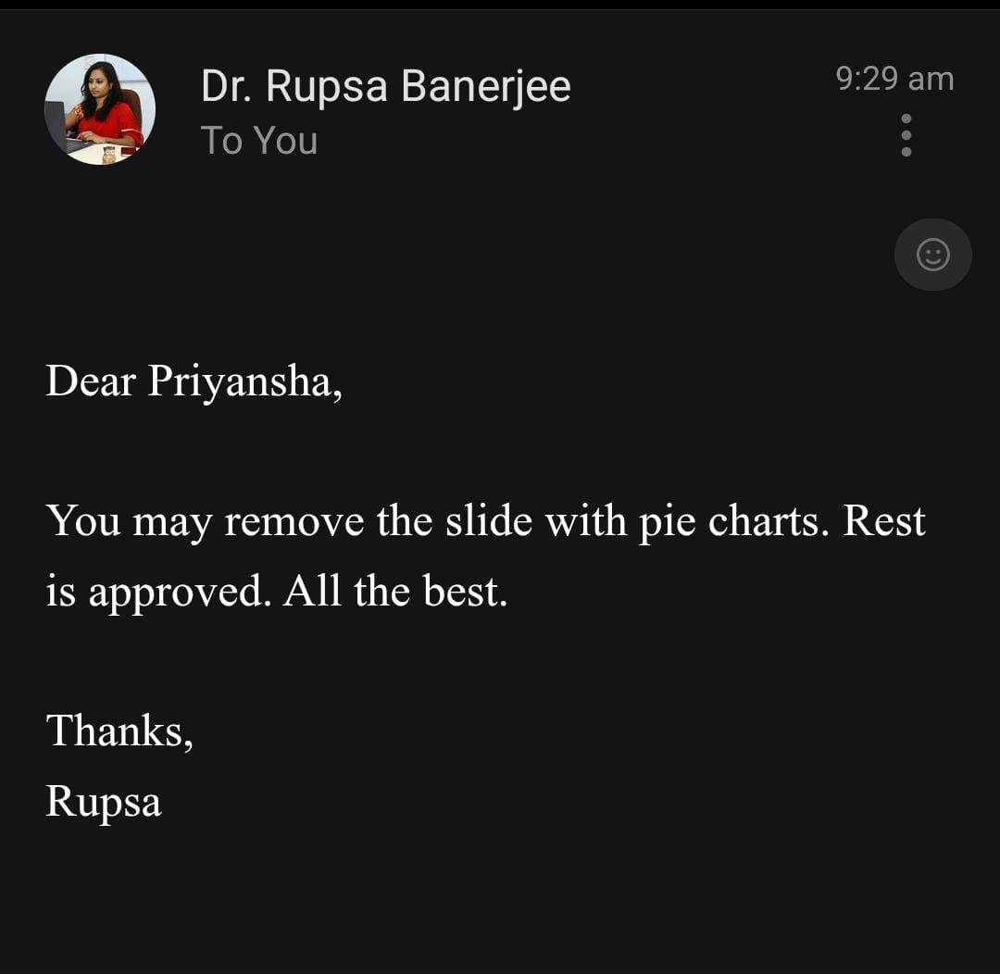 Dr. Rupsa Banerjee
9:29 am
To You
Dear Priyansha,
You may remove the slide with pie charts. Rest
is approved. All the best.
Thanks,
Rupsa